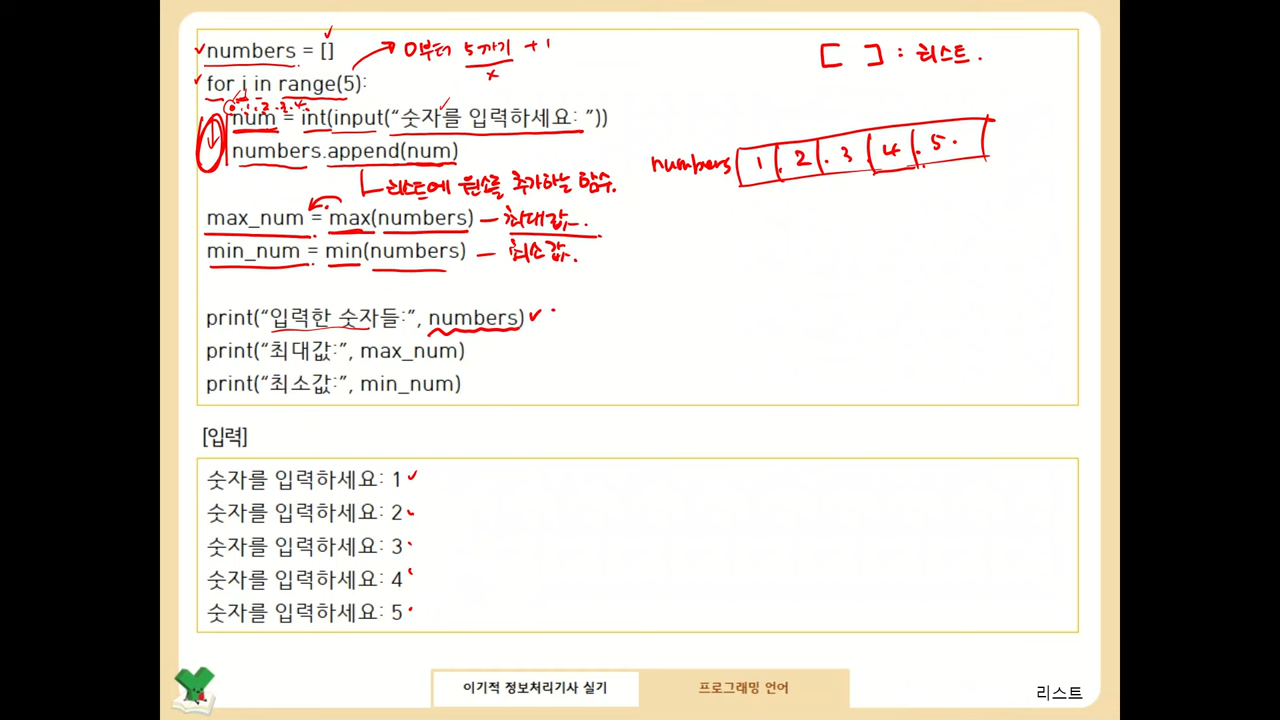 numbers = []
0부터 5까지 +1
x
[ ] : 리스트.
for i in range(5):
0. 1. 2. 3. 4.
num = int(input(“숫자를 입력하세요: ”))
numbers.append(num)
numbers 1 2 3 4 5
리스트에 원소를 추가하는 함수.
max_num = max(numbers) – 최대값.
min_num = min(numbers) – 최소값.
print(“입력한 숫자들:”, numbers)
print(“최대값:”, max_num)
print(“최소값:”, min_num)
[입력]
숫자를 입력하세요: 1
숫자를 입력하세요: 2
숫자를 입력하세요: 3
숫자를 입력하세요: 4
숫자를 입력하세요: 5
이기적 정보처리기사 실기
프로그래밍 언어
리스트